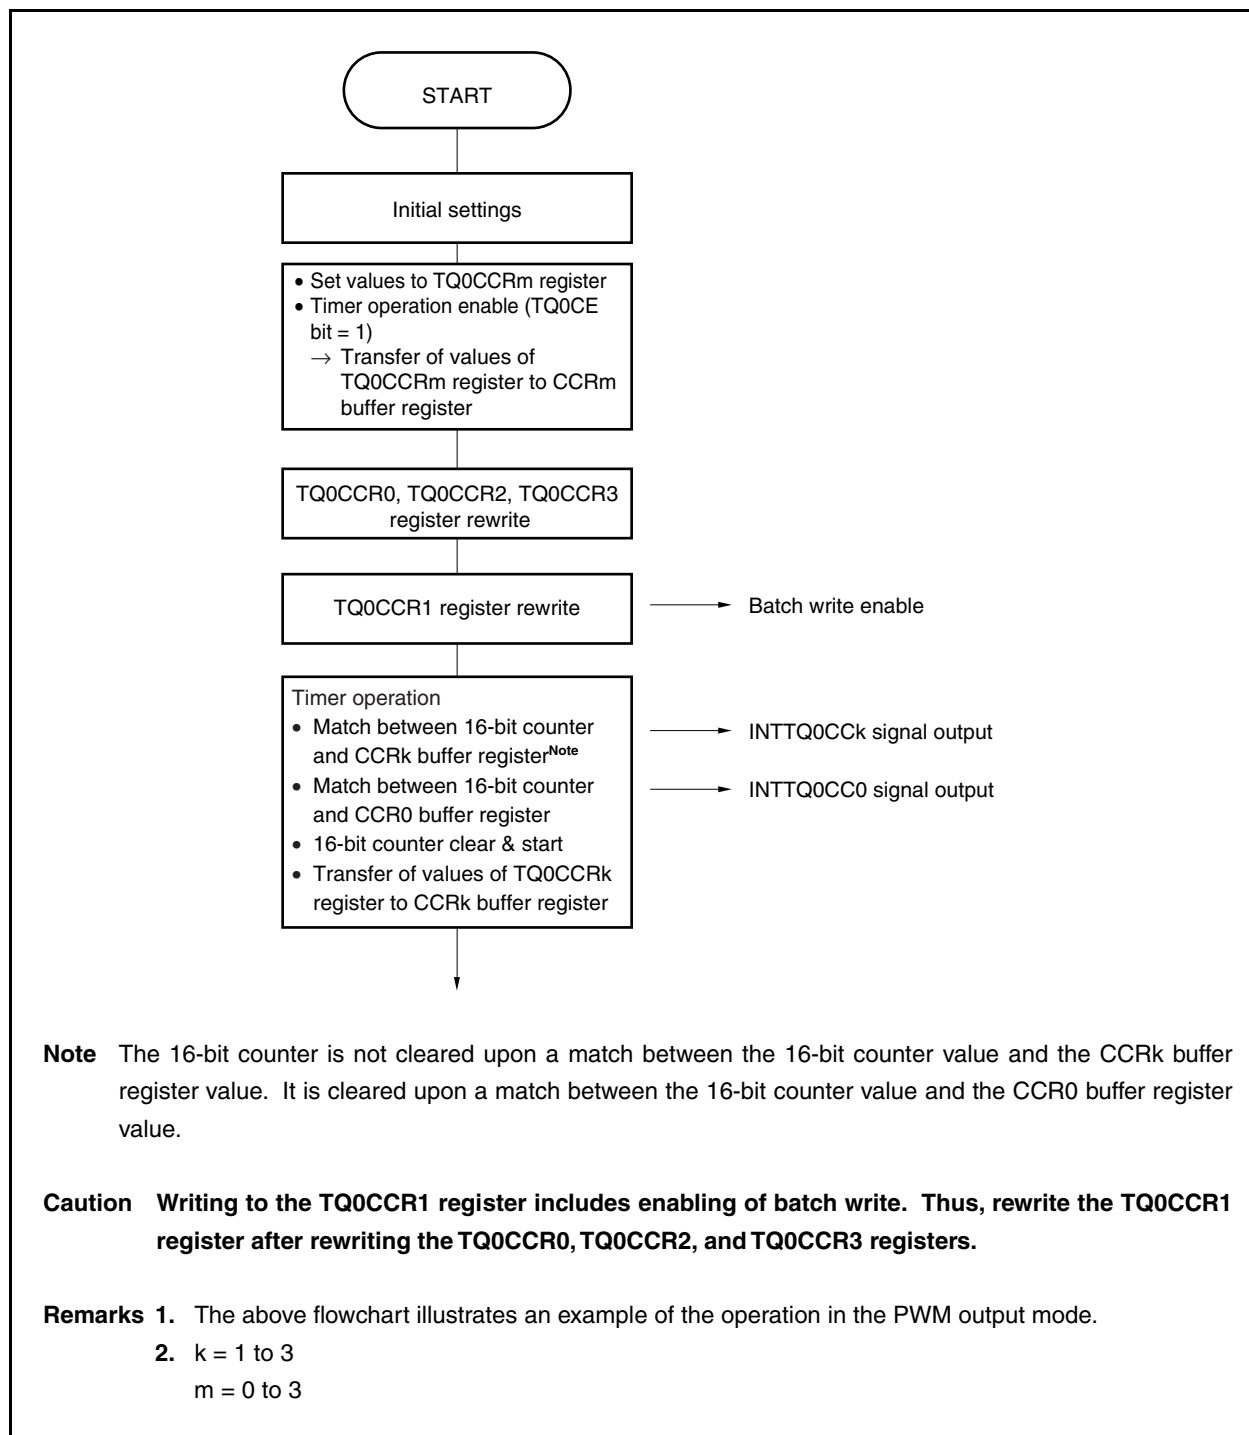 START
Initial settings
• Set values to TQ0CCRm register
• Timer operation enable (TQ0CE
bit = 1)
→ Transfer of values of
TQ0CCRm register to CCRm
buffer register
TQ0CCR0, TQ0CCR2, TQ0CCR3
register rewrite
TQ0CCR1 register rewrite
Batch write enable
Timer operation
• Match between 16-bit counter
and CCRk buffer registerNote
INTTQ0CCk signal output
• Match between 16-bit counter
and CCR0 buffer register
INTTQ0CC0 signal output
• 16-bit counter clear & start
• Transfer of values of TQ0CCRk
register to CCRk buffer register
Note The 16-bit counter is not cleared upon a match between the 16-bit counter value and the CCRk buffer
register value. It is cleared upon a match between the 16-bit counter value and the CCR0 buffer register
value.
Caution Writing to the TQ0CCR1 register includes enabling of batch write. Thus, rewrite the TQ0CCR1
register after rewriting the TQ0CCR0, TQ0CCR2, and TQ0CCR3 registers.
Remarks 1. The above flowchart illustrates an example of the operation in the PWM output mode.
2. k = 1 to 3
m = 0 to 3